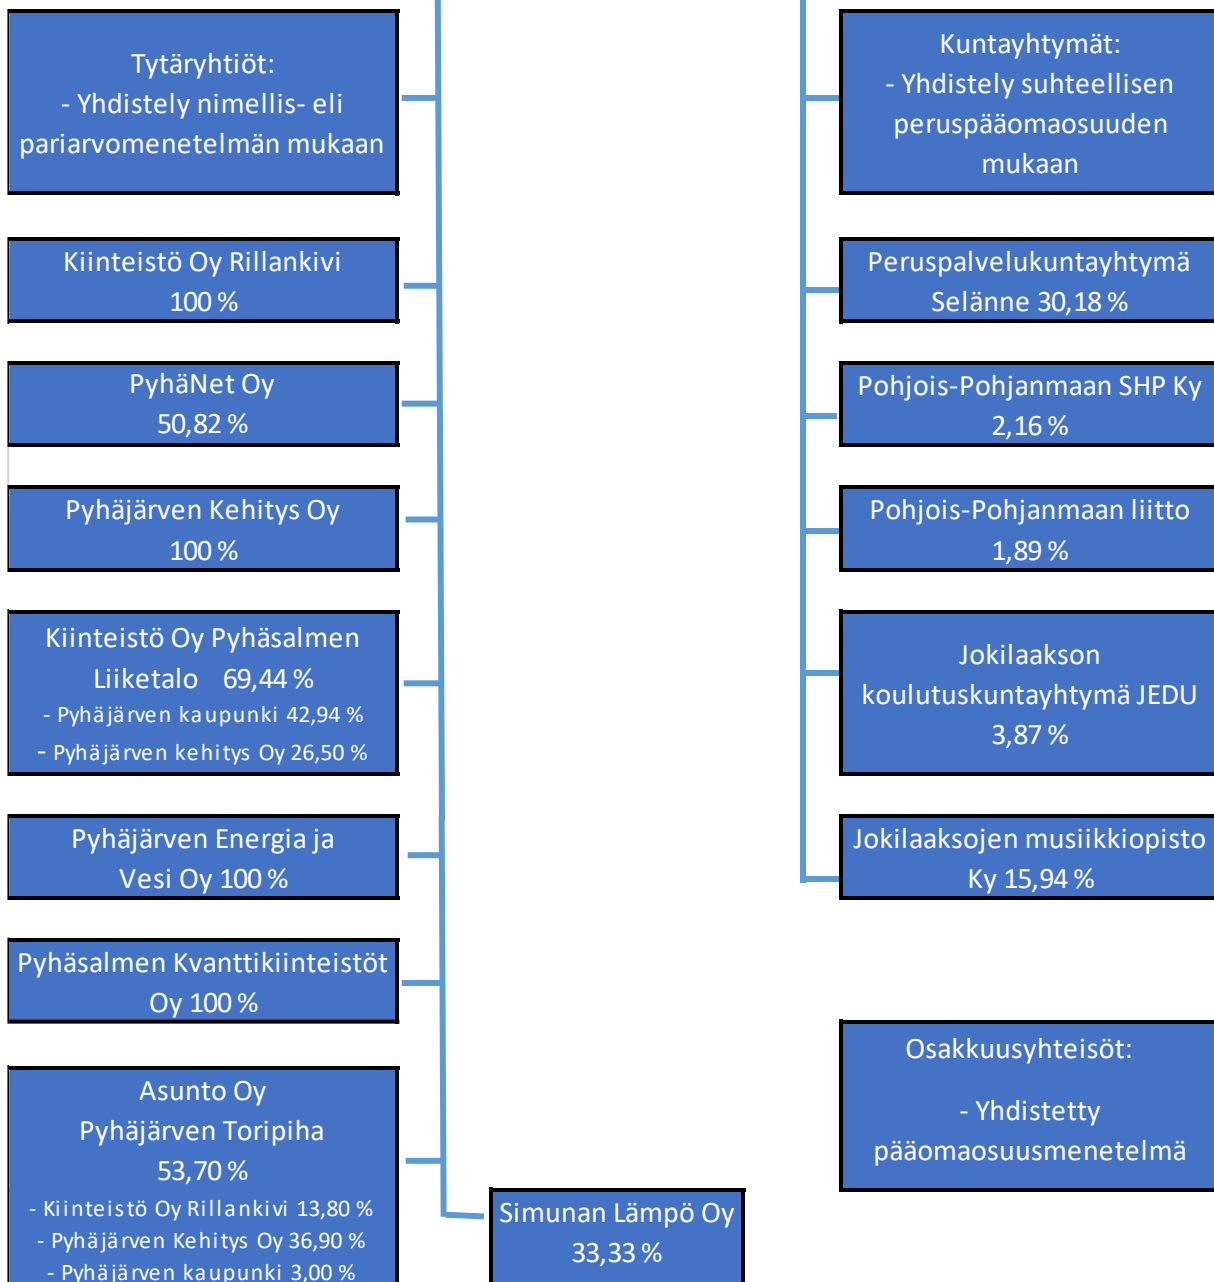 Tytäryhtiöt:
- Yhdistely nimellis- eli
pariarvomenetelmän mukaan
Kiinteistö Oy Rillankivi
100 %
PyhäNet Oy
50,82 %
Pyhäjärven Kehitys Oy
100 %
Kiinteistö Oy Pyhäsalmen
Liiketalo 69,44 %
- Pyhäjärven kaupunki 42,94 %
- Pyhäjärven kehitys Oy 26,50 %
Pyhäjärven Energia ja
Vesi Oy 100 %
Pyhäsalmen Kvanttikiinteistöt
Oy 100 %
Asunto Oy
Pyhäjärven Toripiha
53,70 %
- Kiinteistö Oy Rillankivi 13,80 %
- Pyhäjärven Kehitys Oy 36,90 %
- Pyhäjärven kaupunki 3,00 %
Simunan Lämpö Oy
33,33 %
Kuntayhtymät:
- Yhdistely suhteellisen
peruspääomaosuuden
mukaan
Peruspalvelukuntayhtymä
Selänne 30,18 %
Pohjois-Pohjanmaan SHP Ky
2,16 %
Pohjois-Pohjanmaan liitto
1,89 %
Jokilaakson
koulutuskuntayhtymä JEDU
3,87 %
Jokilaaksojen musiikkiopisto
Ky 15,94 %
Osakkuusyhteisöt:
- Yhdistetty
pääomaosuusmenetelmä